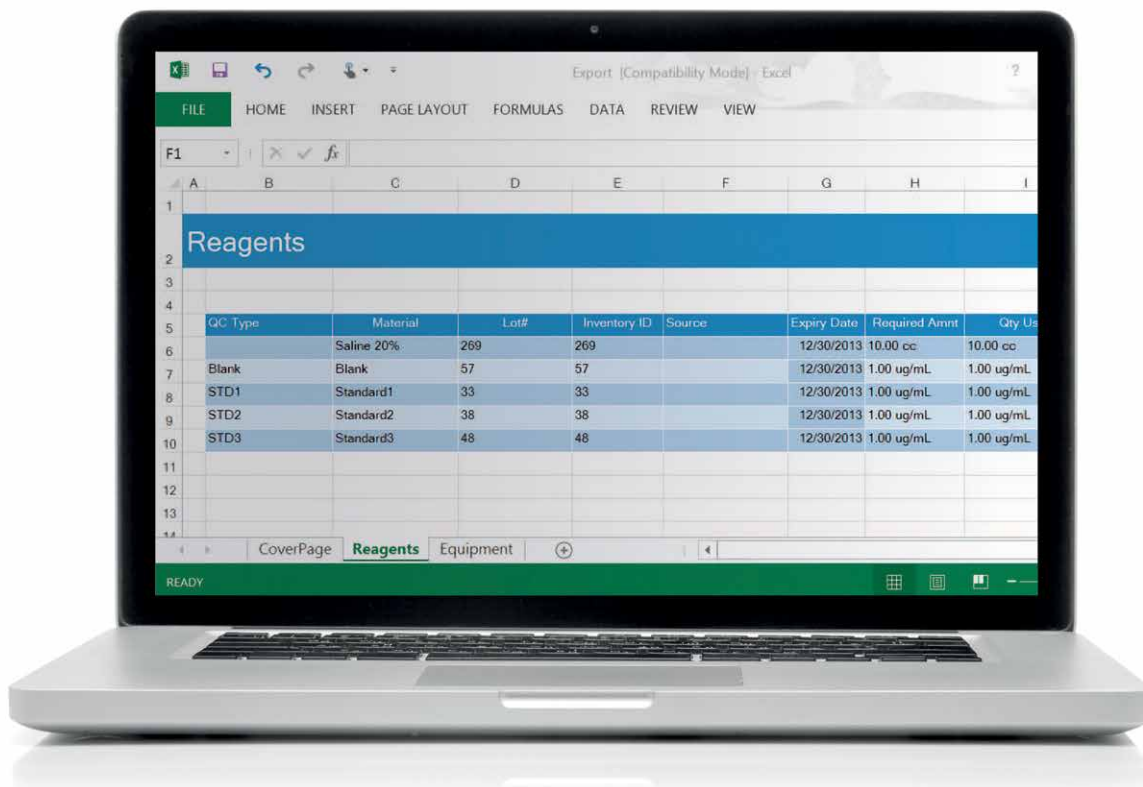 Export [Compatibility Mode] - Excel ?
FILE HOME INSERT PAGE LAYOUT FORMULAS DATA REVIEW VIEW
F1 fx
A B C D E F G H I
1
2 Reagents
3
4
5 QC Type Material Lot# Inventory ID Source Expiry Date Required Amnt Qty Us
6 Saline 20% 269 269 12/30/2013 10.00 cc 10.00 cc
7 Blank Blank 57 57 12/30/2013 1.00 ug/mL 1.00 ug/mL
8 STD1 Standard1 33 33 12/30/2013 1.00 ug/mL 1.00 ug/mL
9 STD2 Standard2 38 38 12/30/2013 1.00 ug/mL 1.00 ug/mL
10 STD3 Standard3 48 48 12/30/2013 1.00 ug/mL 1.00 ug/mL
11
12
13
14
CoverPage Reagents Equipment
READY